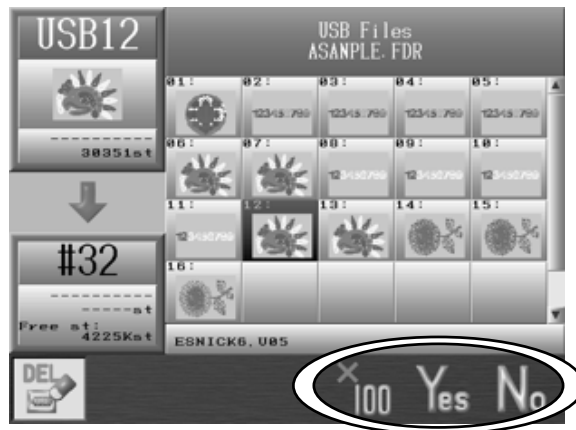 USB12
30351st
#32
-----st
Free st:
4225Kst
DEL
USB Files
ASANPLE.FDR
01: 02: 03: 04: 05:
06: 07: 08: 09: 10:
11: 12: 13: 14: 15:
16:
ESNICK6.U05
×100 Yes No